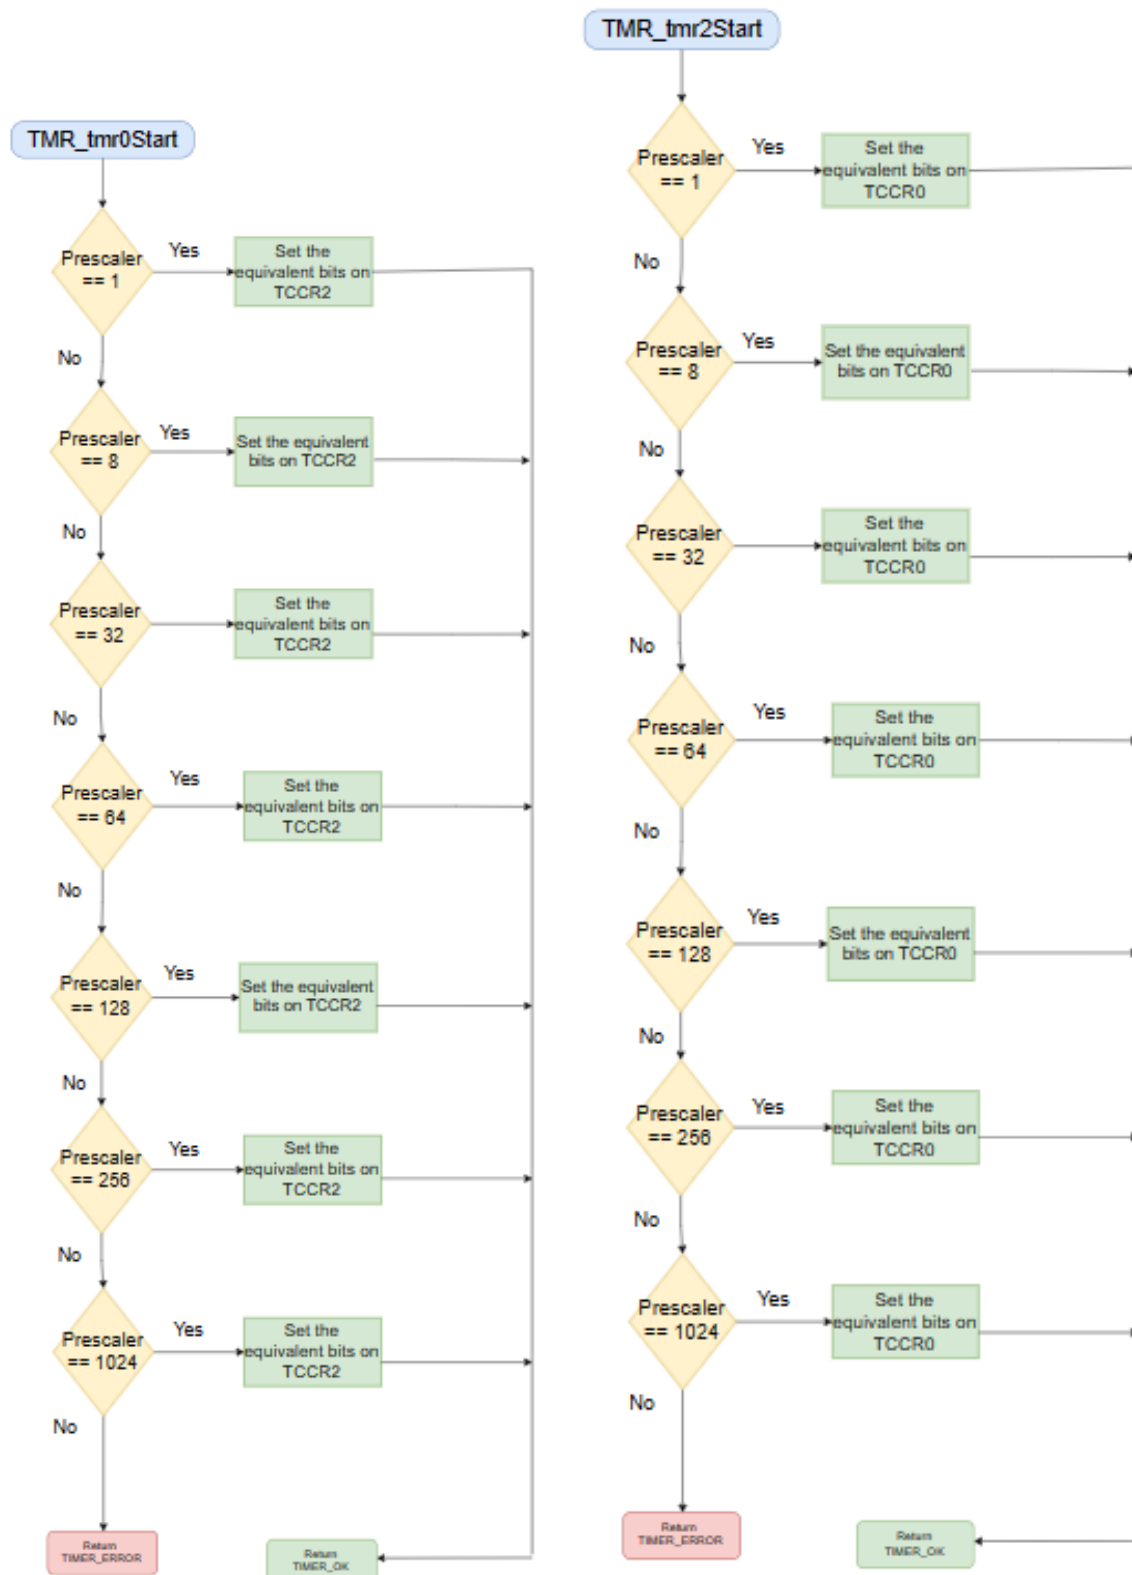 TMR_tmr0Start
Prescaler
== 1
Yes
Set the
equivalent bits on
TCCR2
No
Prescaler
== 8
Yes
Set the equivalent
bits on TCCR2
No
Prescaler
== 32
Set the
equivalent bits on
TCCR2
No
Prescaler
== 64
Yes
Set the
equivalent bits on
TCCR2
No
Prescaler
== 128
Yes
Set the equivalent
bits on TCCR2
No
Prescaler
== 256
Yes
Set the
equivalent bits on
TCCR2
No
Prescaler
== 1024
Yes
Set the
equivalent bits on
TCCR2
No
Return
TIMER_ERROR
Return
TIMER_OK
TMR_tmr2Start
Prescaler
== 1
Yes
Set the
equivalent bits on
TCCR0
No
Prescaler
== 8
Yes
Set the equivalent
bits on TCCR0
No
Prescaler
== 32
Set the
equivalent bits on
TCCR0
No
Prescaler
== 64
Yes
Set the
equivalent bits on
TCCR0
No
Prescaler
== 128
Yes
Set the equivalent
bits on TCCR0
No
Prescaler
== 256
Yes
Set the
equivalent bits on
TCCR0
No
Prescaler
== 1024
Yes
Set the
equivalent bits on
TCCR0
No
Return
TIMER_ERROR
Return
TIMER_OK